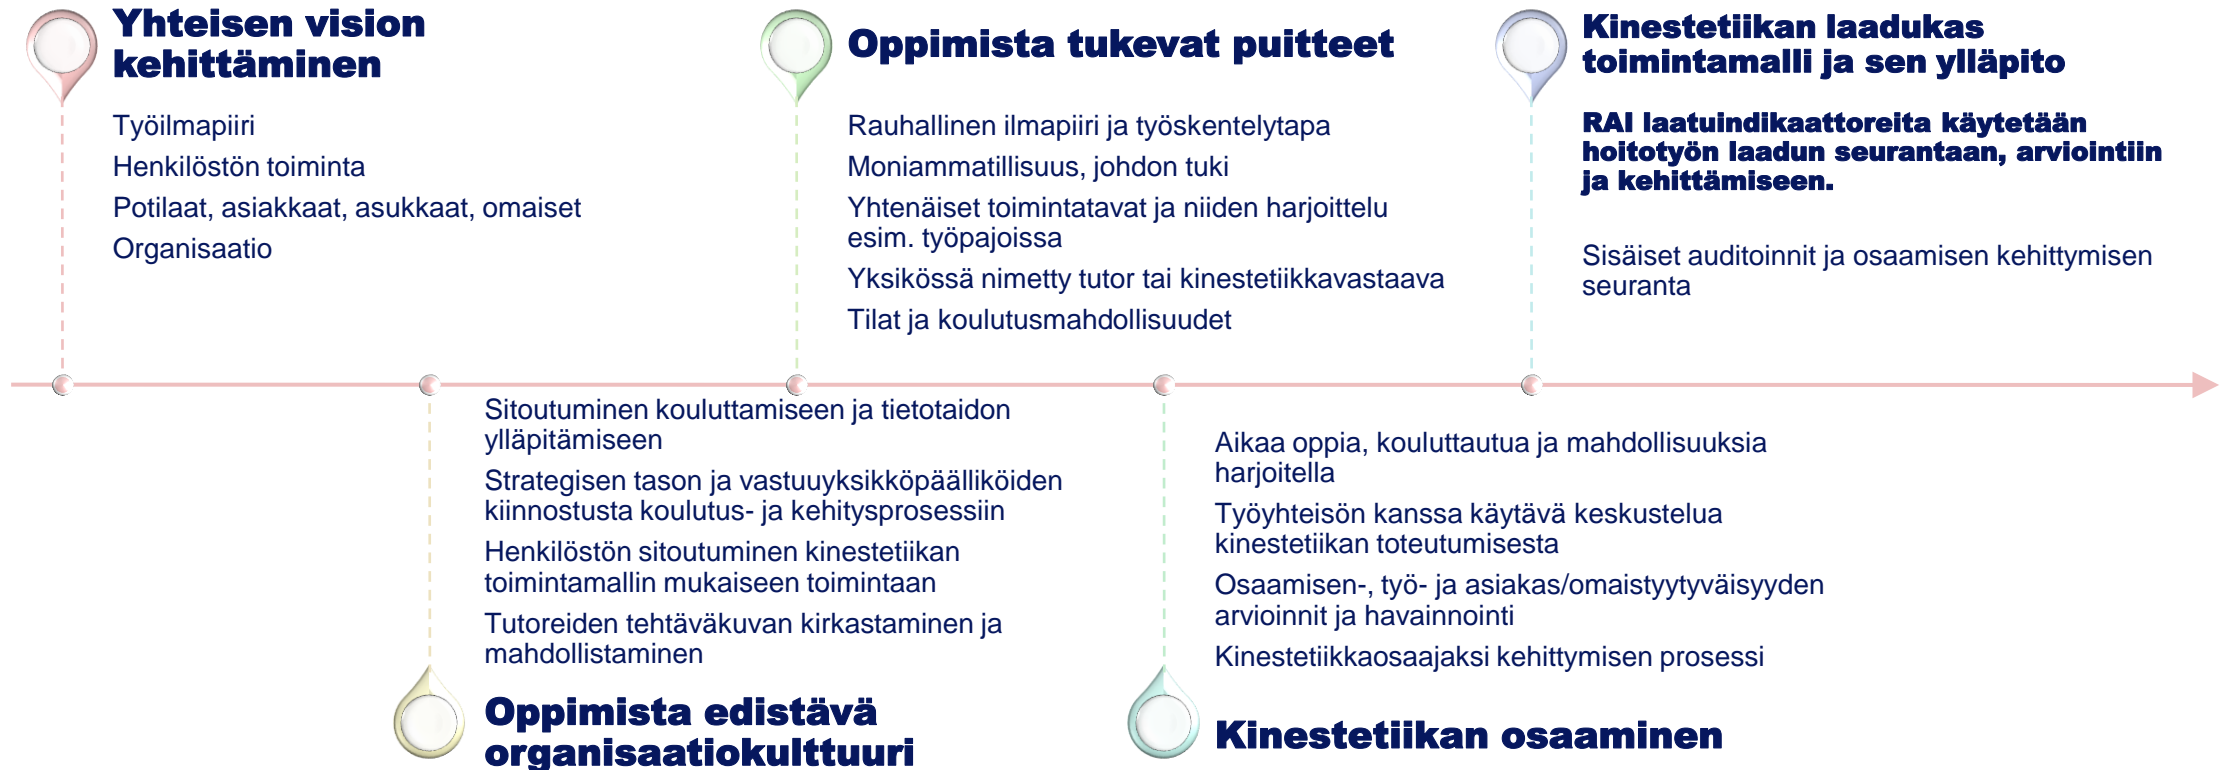 Yhteisen vision
kehittäminen
Työilmapiiri
Henkilöstön toiminta
Potilaat, asiakkaat, asukkaat, omaiset
Organisaatio
Sitoutuminen kouluttamiseen ja tietotaidon
ylläpitämiseen
Strategisen tason ja vastuuyksikköpäälliköiden
kiinnostusta koulutus- ja kehitysprosessiin
Henkilöstön sitoutuminen kinestetiikan
toimintamallin mukaiseen toimintaan
Tutoreiden tehtäväkuvan kirkastaminen ja
mahdollistaminen
Oppimista edistävä
organisaatiokulttuuri
Oppimista tukevat puitteet
Rauhallinen ilmapiiri ja työskentelytapa
Moniammatillisuus, johdon tuki
Yhtenäiset toimintatavat ja niiden harjoittelu
esim. työpajoissa
Yksikössä nimetty tutor tai kinestetiikkavastaava
Tilat ja koulutusmahdollisuudet
Aikaa oppia, kouluttautua ja mahdollisuuksia
harjoitella
Työyhteisön kanssa käytävä keskustelua
kinestetiikan toteutumisesta
Osaamisen-, työ- ja asiakas/omaistyytyväisyyden
arvioinnit ja havainnointi
Kinestetiikkaosaajaksi kehittymisen prosessi
Kinestetiikan osaaminen
Kinestetiikan laadukas
toimintamalli ja sen ylläpito
RAI laatuindikaattoreita käytetään
hoitotyön laadun seurantaan, arviointiin
ja kehittämiseen.
Sisäiset auditoinnit ja osaamisen kehittymisen
seuranta